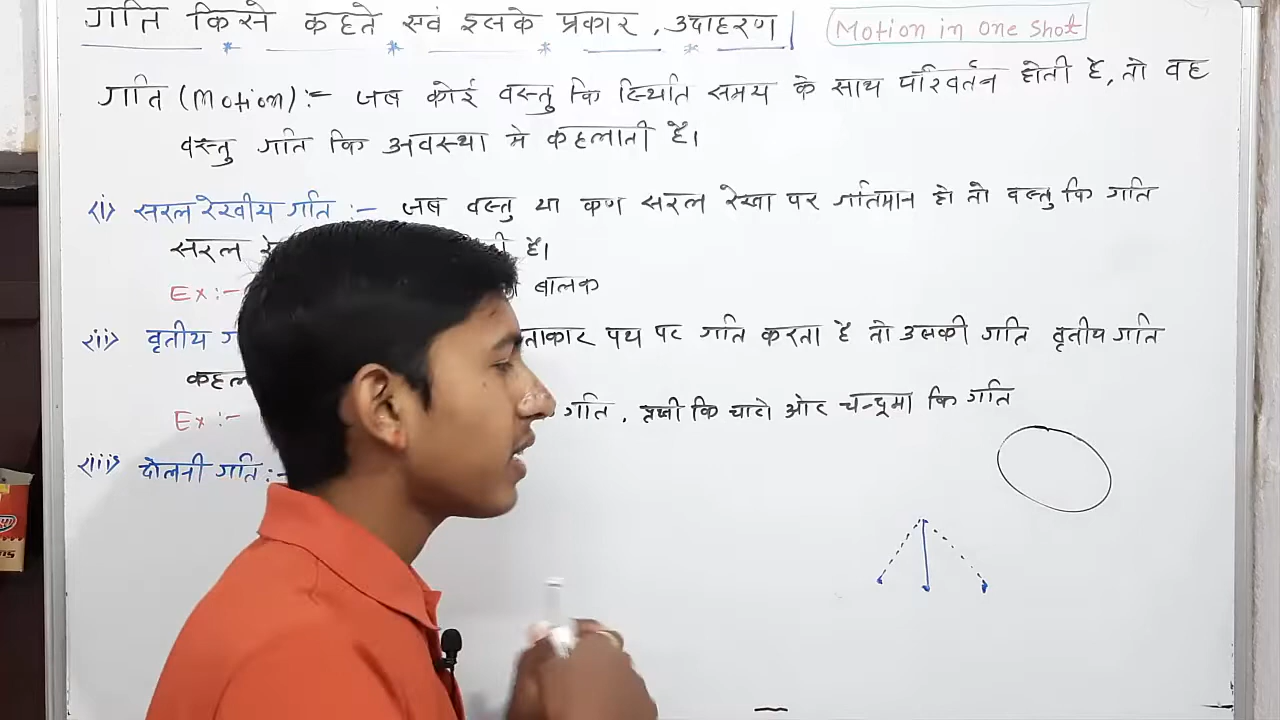 गति किसे कहते एवं इसके प्रकार , उदाहरण
Motion in one shot
गति (Motion) :- जब कोई वस्तु कि स्थिति समय के साथ परिवर्तन होती है, तो वह
वस्तु गति कि अवस्था मे कहलाती है।
(i) सरल रेखीय गति :- जब वस्तु या कण सरल रेखा पर गतिमान हो तो वस्तु कि गति
सरल है।
Ex :- बालक
(ii) वृतीय पथ पर गति करता है तो उसकी गति वृतीय गति
Ex :- गति , पृथ्वी कि चारो ओर चन्द्रमा कि गति
(iii) दोलनी गति :-